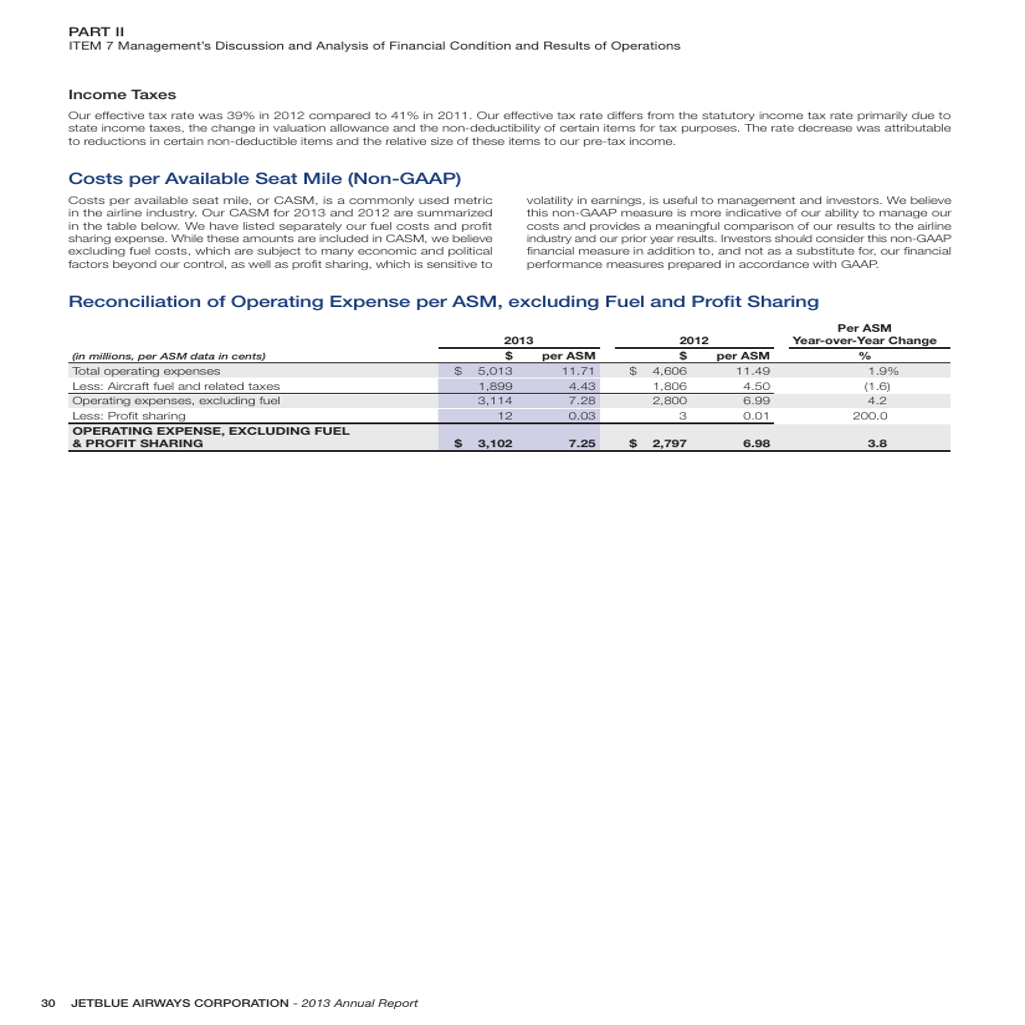 PART II
ITEM 7 Management's Discussion and Analysis of Financial Condition and Results of Operations
Income Taxes
Our effective tax rate was 39% in 2012 compared to 41% in 2011. Our effective tax rate differs from the statutory income tax rate primarily due to
state income taxes, the change in valuation allowance and the non-deductibility of certain items for tax purposes. The rate decrease was attributable
to reductions in certain non-deductible items and the relative size of these items to our pre-tax income.
Costs per Available Seat Mile (Non-GAAP)
Costs per available seat mile, or CASM, is a commonly used metric
in the airline industry. Our CASM for 2013 and 2012 are summarized
in the table below. We have listed separately our fuel costs and profit
sharing expense. While these amounts are included in CASM, we believe
excluding fuel costs, which are subject to many economic and political
factors beyond our control, as well as profit sharing, which is sensitive to
volatility in earnings, is useful to management and investors. We believe
this non-GAAP measure is more indicative of our ability to manage our
costs and provides a meaningful comparison of our results to the airline
industry and our prior year results. Investors should consider this non-GAAP
financial measure in addition to, and not as a substitute for, our financial
performance measures prepared in accordance with GAAP.
Reconciliation of Operating Expense per ASM, excluding Fuel and Profit Sharing
Per ASM
2013 2012 Year-over-Year Change
(in millions, per ASM data in cents) $ per ASM $ per ASM %
Total operating expenses $ 5,013 11.71 $ 4,606 11.49 1.9%
Less: Aircraft fuel and related taxes 1,899 4.43 1,806 4.50 (1.6)
Operating expenses, excluding fuel 3,114 7.28 2,800 6.99 4.2
Less: Profit sharing 12 0.03 3 0.01 200.0
OPERATING EXPENSE, EXCLUDING FUEL
& PROFIT SHARING $ 3,102 7.25 $ 2,797 6.98 3.8
30 JETBLUE AIRWAYS CORPORATION - 2013 Annual Report